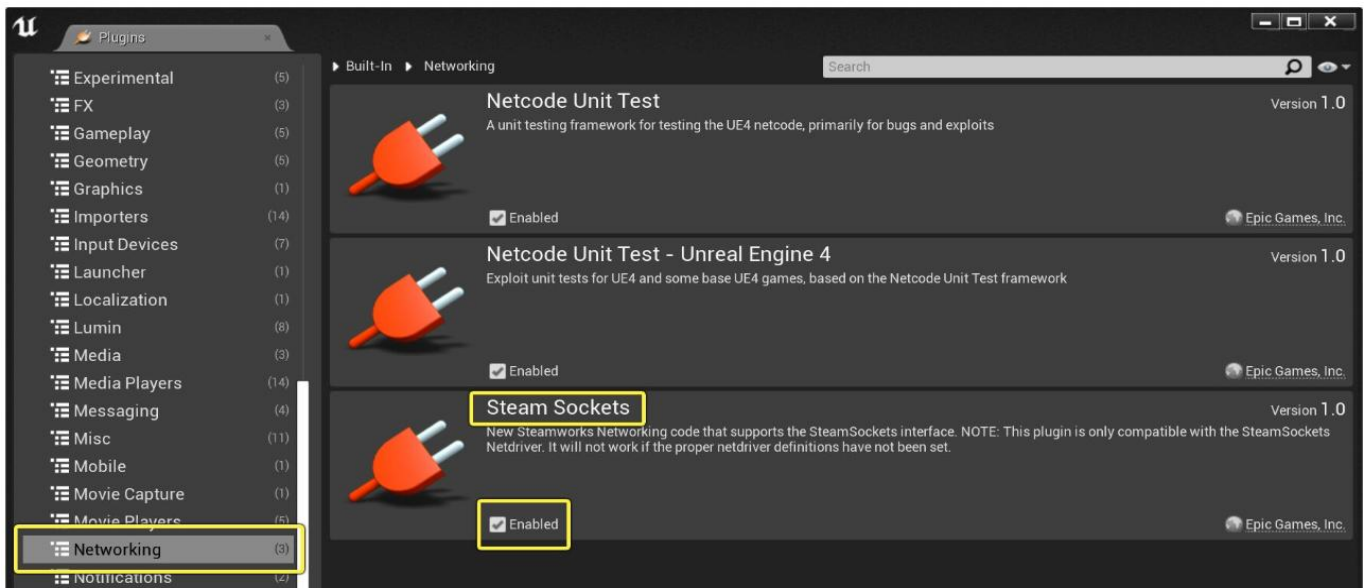 Plugins
Experimental (5)
FX (3)
Gameplay (5)
Geometry (5)
Graphics (1)
Importers (14)
Input Devices (7)
Launcher (1)
Localization (1)
Lumin (8)
Media (3)
Media Players (14)
Messaging (4)
Misc (11)
Mobile (1)
Movie Capture (1)
Movie Players (5)
Networking (3)
Notifications (2)
Built-In Networking
Search
Netcode Unit Test
Version 1.0
A unit testing framework for testing the UE4 netcode, primarily for bugs and exploits
Enabled
Epic Games, Inc.
Netcode Unit Test - Unreal Engine 4
Version 1.0
Exploit unit tests for UE4 and some base UE4 games, based on the Netcode Unit Test framework
Enabled
Epic Games, Inc.
Steam Sockets
Version 1.0
New Steamworks Networking code that supports the SteamSockets interface. NOTE: This plugin is only compatible with the SteamSockets
Netdriver. It will not work if the proper netdriver definitions have not been set.
Enabled
Epic Games, Inc.